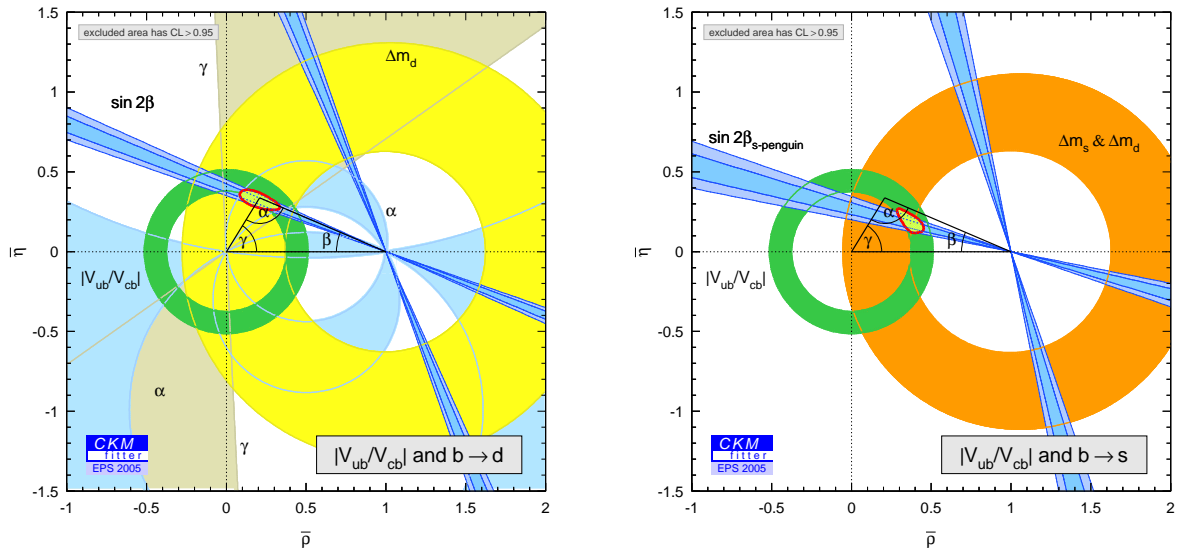 excluded area has CL > 0.95
γ
Δm_d
sin 2β
α
γ
β
α
|V_ub/V_cb|
α
γ
CKM
fitter
EPS 2005
|V_ub/V_cb| and b → d
1.5
1
0.5
0
-0.5
-1
-1.5
η̅
-1
-0.5
0
0.5
1
1.5
2
ρ̅
excluded area has CL > 0.95
sin 2β_s-penguin
Δm_s & Δm_d
α
γ
β
|V_ub/V_cb|
CKM
fitter
EPS 2005
|V_ub/V_cb| and b → s
1.5
1
0.5
0
-0.5
-1
-1.5
η̅
-1
-0.5
0
0.5
1
1.5
2
ρ̅